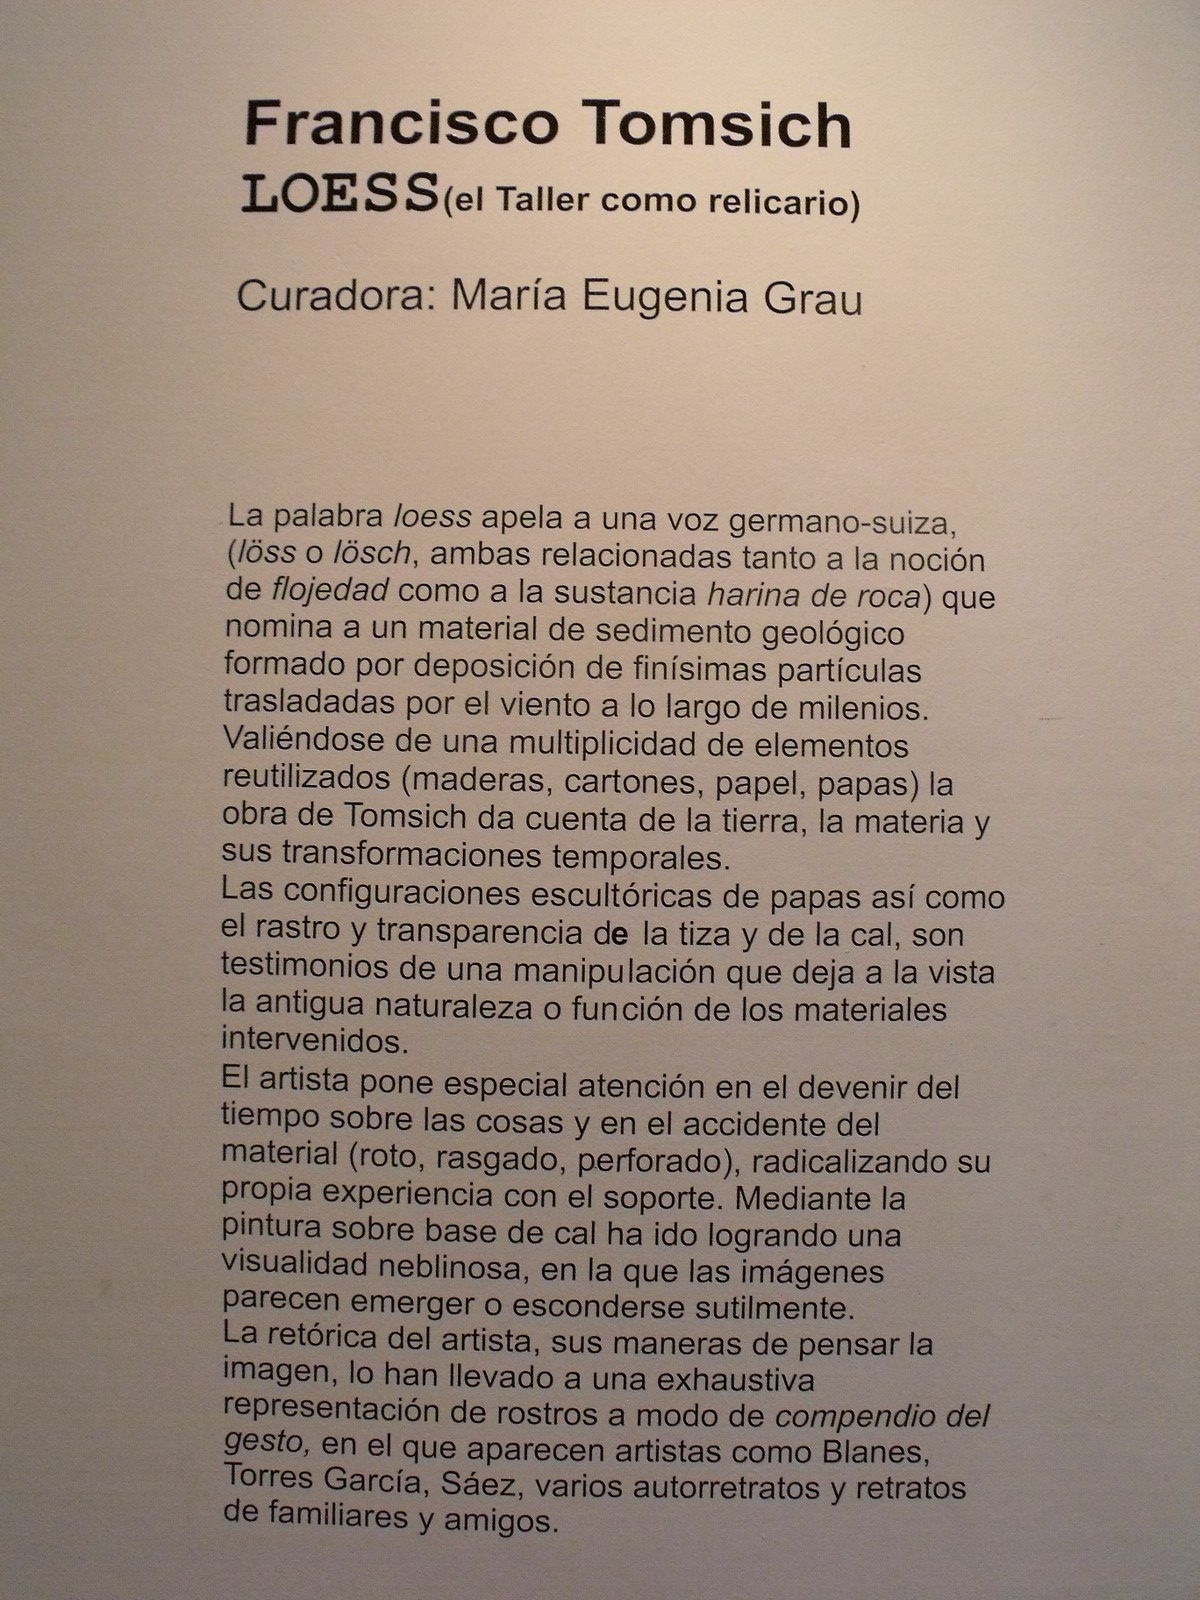 Francisco Tomsich
LOESS (el Taller como relicario)
Curadora: María Eugenia Grau
La palabra loess apela a una voz germano-suiza,
(löss o lösch, ambas relacionadas tanto a la noción
de flojedad como a la sustancia harina de roca) que
nomina a un material de sedimento geológico
formado por deposición de finísimas partículas
trasladadas por el viento a lo largo de milenios.
Valiéndose de una multiplicidad de elementos
reutilizados (maderas, cartones, papel, papas) la
obra de Tomsich da cuenta de la tierra, la materia y
sus transformaciones temporales.
Las configuraciones escultóricas de papas así como
el rastro y transparencia de la tiza y de la cal, son
testimonios de una manipulación que deja a la vista
la antigua naturaleza o función de los materiales
intervenidos.
El artista pone especial atención en el devenir del
tiempo sobre las cosas y en el accidente del
material (roto, rasgado, perforado), radicalizando su
propia experiencia con el soporte. Mediante la
pintura sobre base de cal ha ido logrando una
visualidad neblinosa, en la que las imágenes
parecen emerger o esconderse sutilmente.
La retórica del artista, sus maneras de pensar la
imagen, lo han llevado a una exhaustiva
representación de rostros a modo de compendio del
gesto, en el que aparecen artistas como Blanes,
Torres García, Sáez, varios autorretratos y retratos
de familiares y amigos.